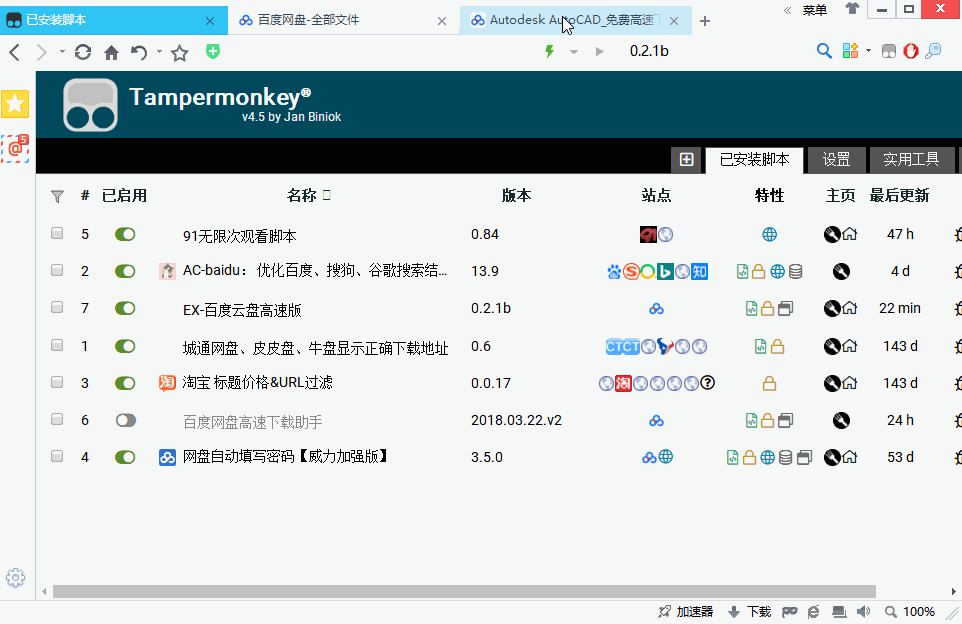 已安装脚本
百度网盘-全部文件
Autodesk AutoCAD_免费高速下
菜单
0.2.1b
5
Tampermonkey®
v4.5 by Jan Biniok
已安装脚本
设置
实用工具
# 已启用 名称 版本 站点 特性 主页 最后更新
5 91无限次观看脚本 0.84 47 h
2 AC-baidu：优化百度、搜狗、谷歌搜索结... 13.9 知 4 d
7 EX-百度云盘高速版 0.2.1b 22 min
1 城通网盘、皮皮盘、牛盘显示正确下载地址 0.6 CTCT 143 d
3 淘 淘宝 标题价格&URL过滤 0.0.17 淘 143 d
6 百度网盘高速下载助手 2018.03.22.v2 24 h
4 网盘自动填写密码【威力加强版】 3.5.0 53 d
加速器 下载 100%